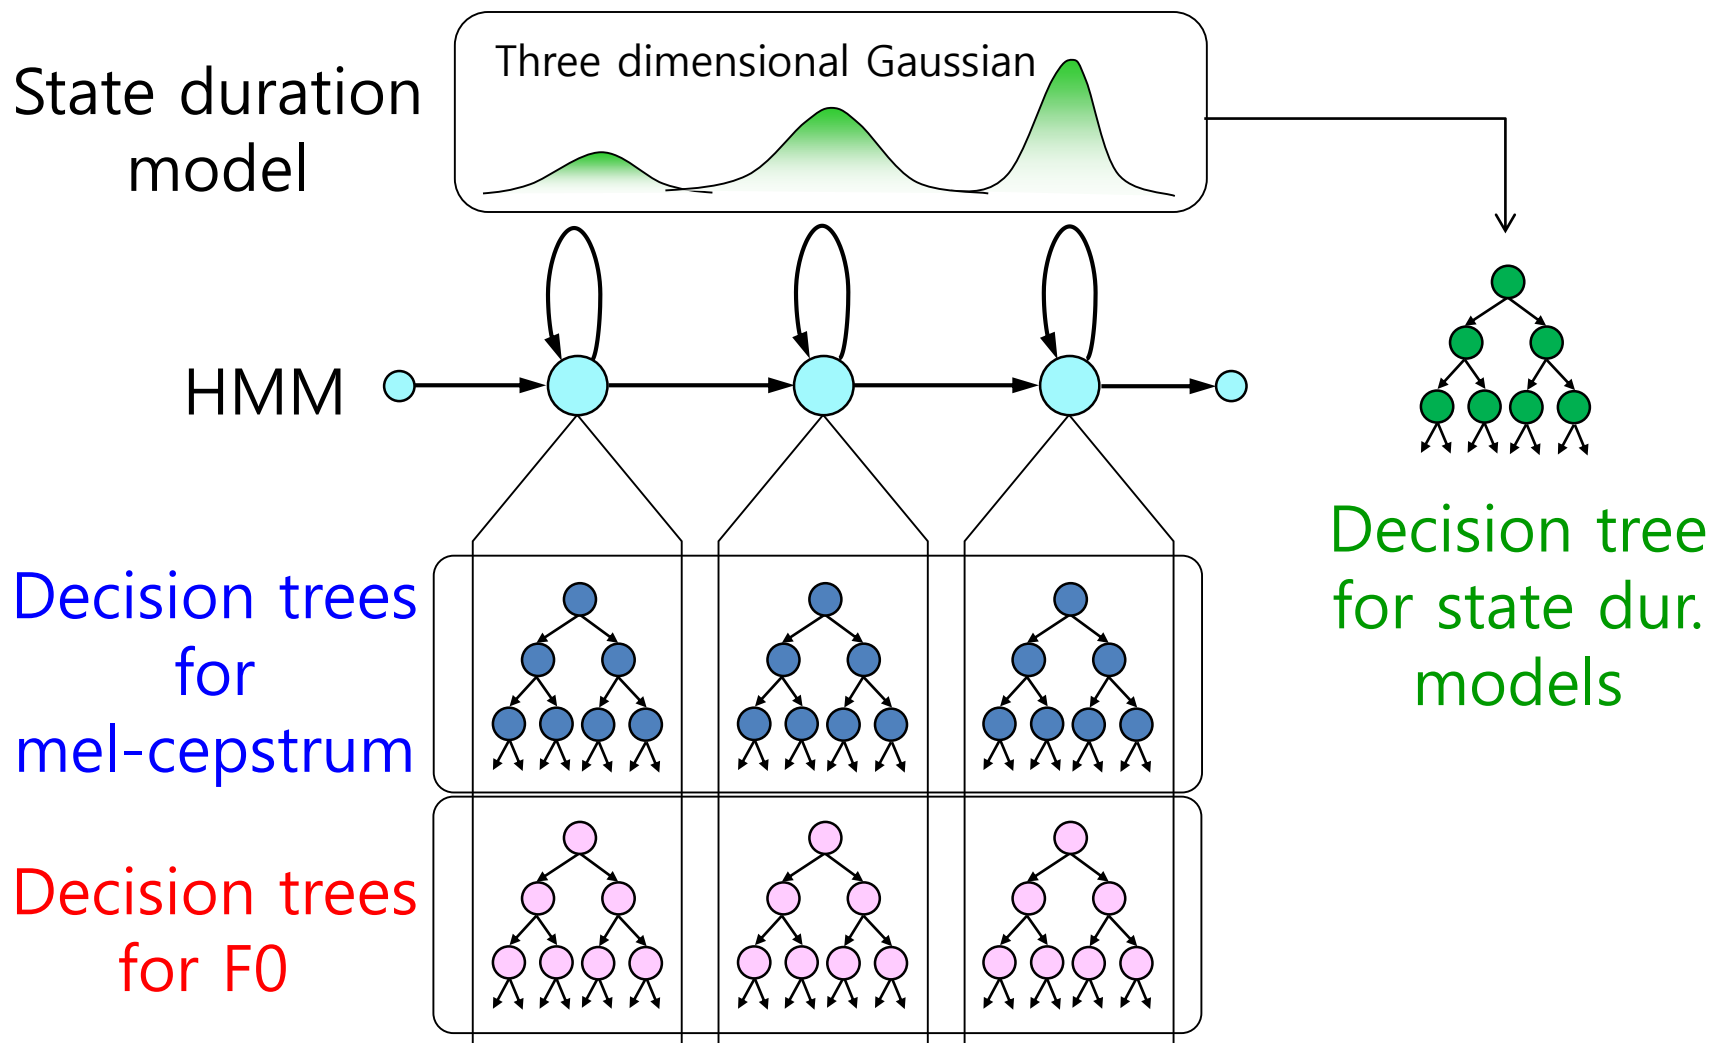 State duration
model
Three dimensional Gaussian
HMM
Decision tree
for state dur.
models
Decision trees
for
mel-cepstrum
Decision trees
for F0